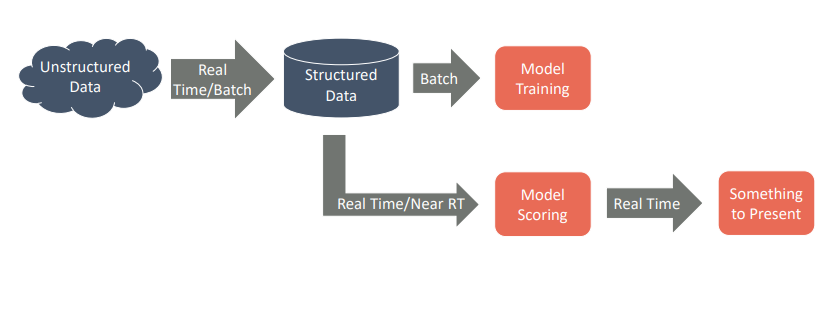 Unstructured
Data
Real
Time/Batch
Structured
Data
Batch
Model
Training
Real Time/Near RT
Model
Scoring
Real Time
Something
to Present